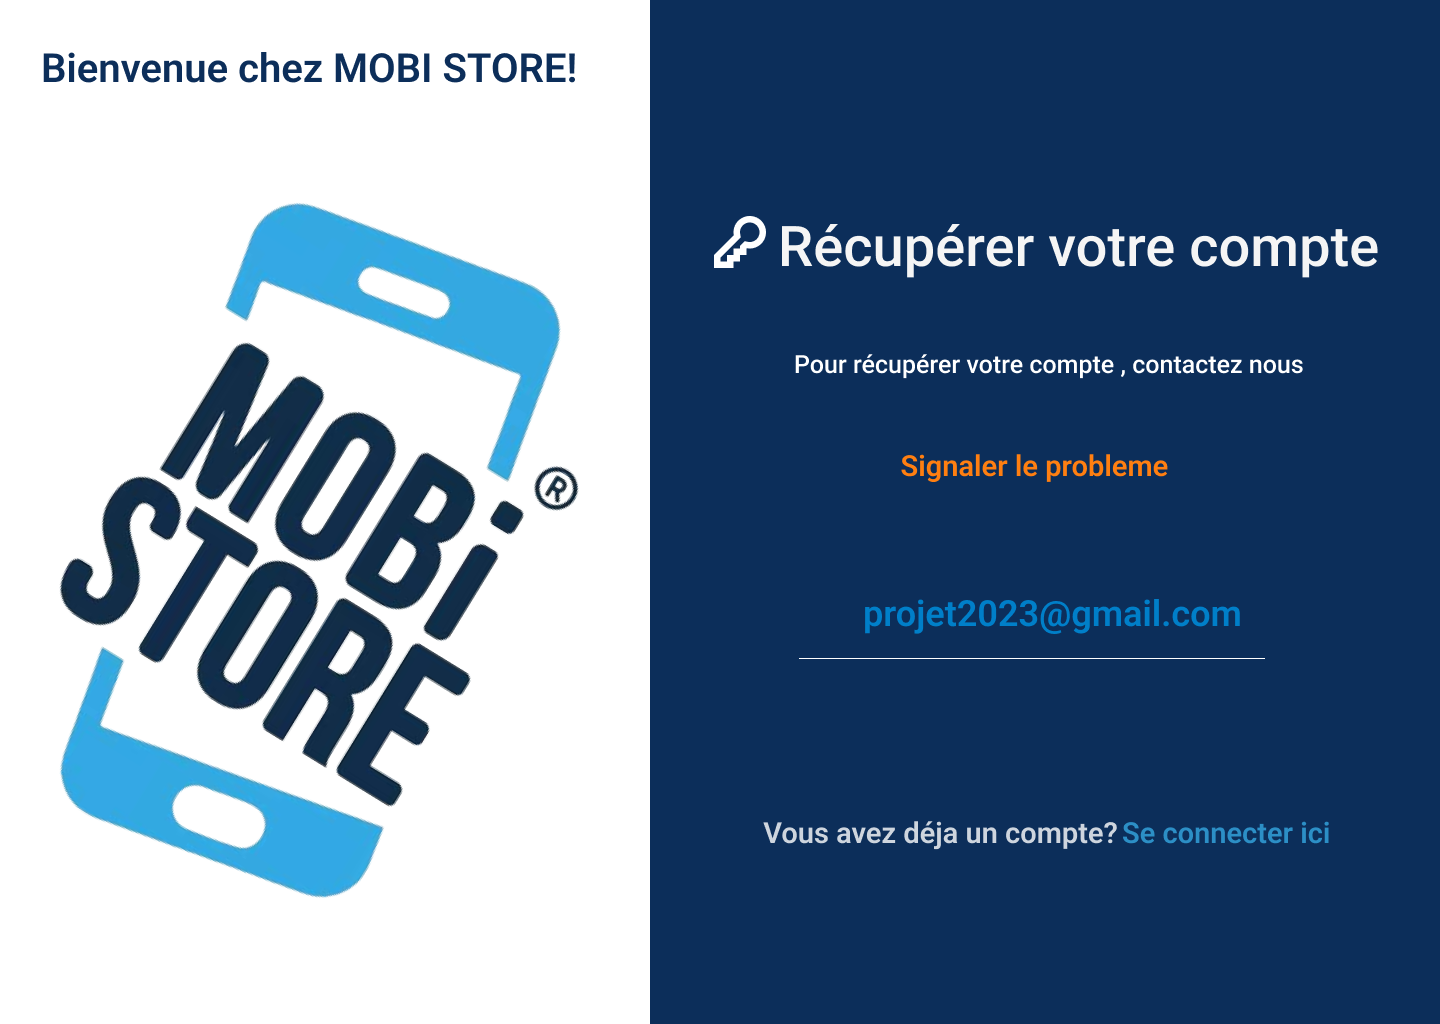 Bienvenue chez MOBI STORE!
MOBi
STORE
®
Récupérer votre compte
Pour récupérer votre compte , contactez nous
Signaler le probleme
projet2023@gmail.com
Vous avez déja un compte? Se connecter ici